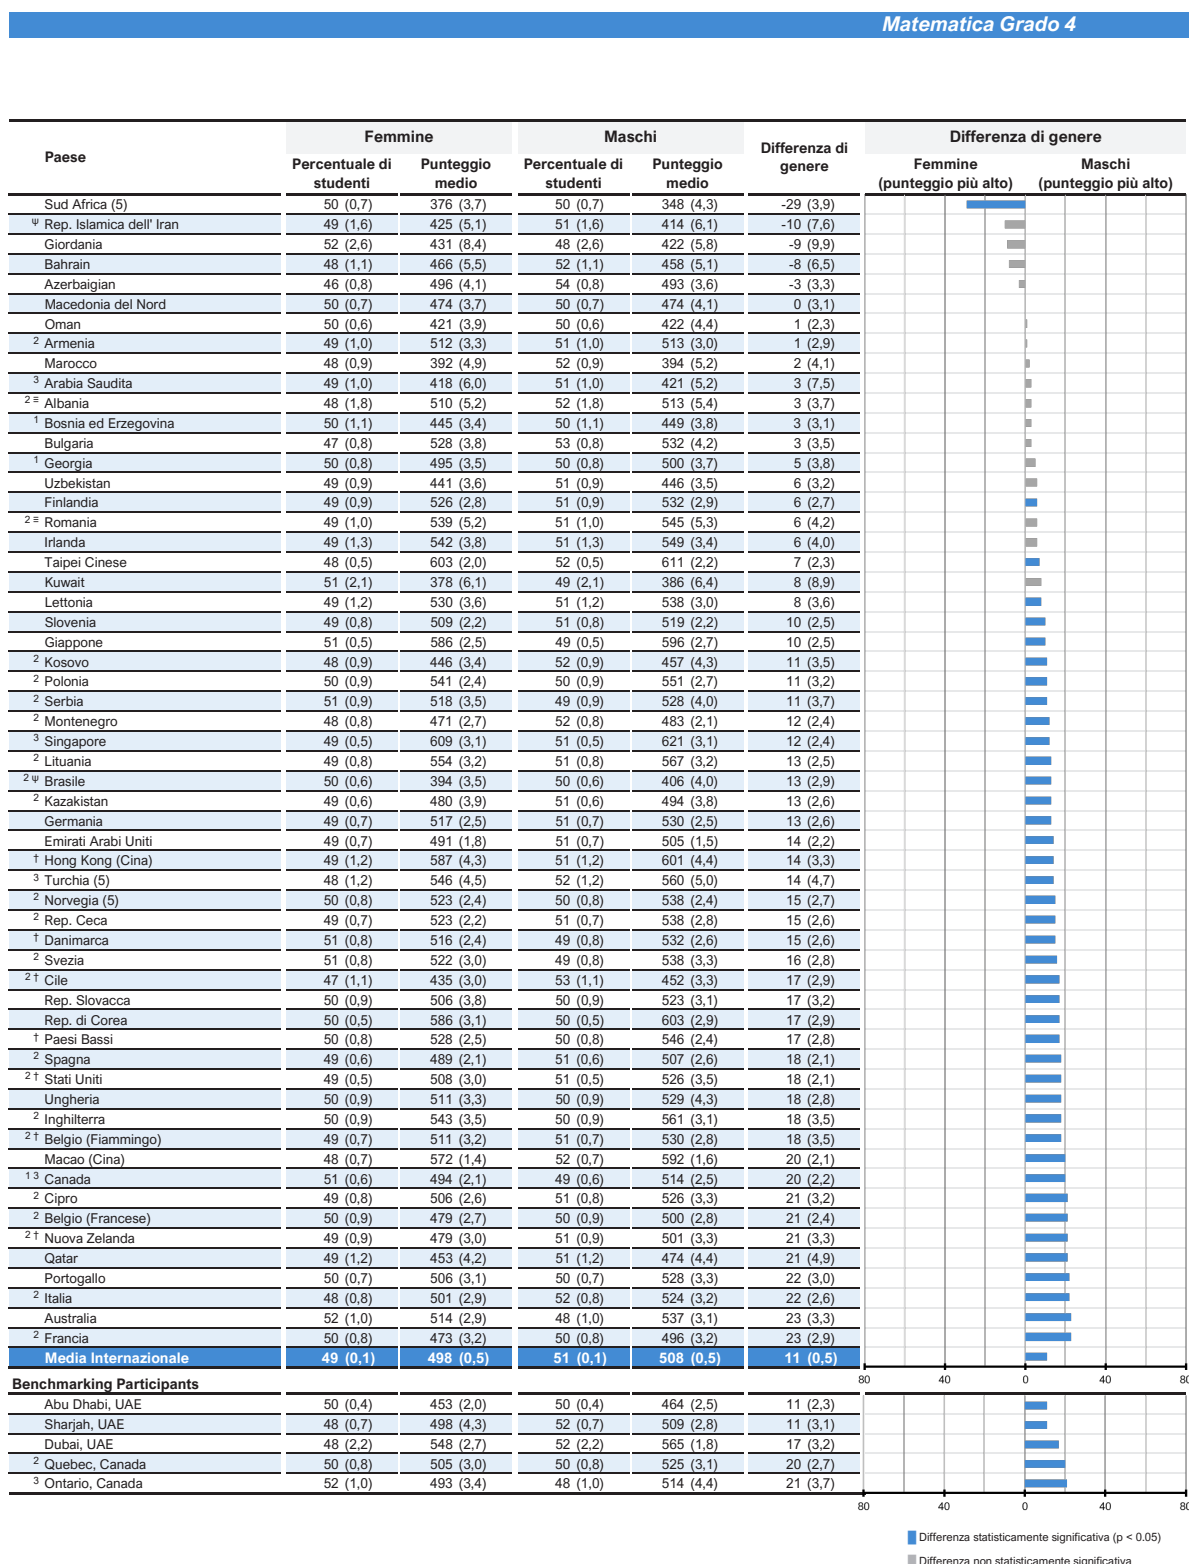 Matematica Grado 4
Paese Femmine Maschi Differenza di genere Differenza di genere
Percentuale di studenti Punteggio medio Percentuale di studenti Punteggio medio Femmine (punteggio più alto) Maschi (punteggio più alto)
Sud Africa (5) 50 (0,7) 376 (3,7) 50 (0,7) 348 (4,3) -29 (3,9)
ψ Rep. Islamica dell' Iran 49 (1,6) 425 (5,1) 51 (1,6) 414 (6,1) -10 (7,6)
Giordania 52 (2,6) 431 (8,4) 48 (2,6) 422 (5,8) -9 (9,9)
Bahrain 48 (1,1) 466 (5,5) 52 (1,1) 458 (5,1) -8 (6,5)
Azerbaigian 46 (0,8) 496 (4,1) 54 (0,8) 493 (3,6) -3 (3,3)
Macedonia del Nord 50 (0,7) 474 (3,7) 50 (0,7) 474 (4,1) 0 (3,1)
Oman 50 (0,6) 421 (3,9) 50 (0,6) 422 (4,4) 1 (2,3)
2 Armenia 49 (1,0) 512 (3,3) 51 (1,0) 513 (3,0) 1 (2,9)
Marocco 48 (0,9) 392 (4,9) 52 (0,9) 394 (5,2) 2 (4,1)
3 Arabia Saudita 49 (1,0) 418 (6,0) 51 (1,0) 421 (5,2) 3 (7,5)
2 ≡ Albania 48 (1,8) 510 (5,2) 52 (1,8) 513 (5,4) 3 (3,7)
1 Bosnia ed Erzegovina 50 (1,1) 445 (3,4) 50 (1,1) 449 (3,8) 3 (3,1)
Bulgaria 47 (0,8) 528 (3,8) 53 (0,8) 532 (4,2) 3 (3,5)
1 Georgia 50 (0,8) 495 (3,5) 50 (0,8) 500 (3,7) 5 (3,8)
Uzbekistan 49 (0,9) 441 (3,6) 51 (0,9) 446 (3,5) 6 (3,2)
Finlandia 49 (0,9) 526 (2,8) 51 (0,9) 532 (2,9) 6 (2,7)
2 ≡ Romania 49 (1,0) 539 (5,2) 51 (1,0) 545 (5,3) 6 (4,2)
Irlanda 49 (1,3) 542 (3,8) 51 (1,3) 549 (3,4) 6 (4,0)
Taipei Cinese 48 (0,5) 603 (2,0) 52 (0,5) 611 (2,2) 7 (2,3)
Kuwait 51 (2,1) 378 (6,1) 49 (2,1) 386 (6,4) 8 (8,9)
Lettonia 49 (1,2) 530 (3,6) 51 (1,2) 538 (3,0) 8 (3,6)
Slovenia 49 (0,8) 509 (2,2) 51 (0,8) 519 (2,2) 10 (2,5)
Giappone 51 (0,5) 586 (2,5) 49 (0,5) 596 (2,7) 10 (2,5)
2 Kosovo 48 (0,9) 446 (3,4) 52 (0,9) 457 (4,3) 11 (3,5)
2 Polonia 50 (0,9) 541 (2,4) 50 (0,9) 551 (2,7) 11 (3,2)
2 Serbia 51 (0,9) 518 (3,5) 49 (0,9) 528 (4,0) 11 (3,7)
2 Montenegro 48 (0,8) 471 (2,7) 52 (0,8) 483 (2,1) 12 (2,4)
3 Singapore 49 (0,5) 609 (3,1) 51 (0,5) 621 (3,1) 12 (2,4)
2 Lituania 49 (0,8) 554 (3,2) 51 (0,8) 567 (3,2) 13 (2,5)
2 ψ Brasile 50 (0,6) 394 (3,5) 50 (0,6) 406 (4,0) 13 (2,9)
2 Kazakistan 49 (0,6) 480 (3,9) 51 (0,6) 494 (3,8) 13 (2,6)
Germania 49 (0,7) 517 (2,5) 51 (0,7) 530 (2,5) 13 (2,6)
Emirati Arabi Uniti 49 (0,7) 491 (1,8) 51 (0,7) 505 (1,5) 14 (2,2)
† Hong Kong (Cina) 49 (1,2) 587 (4,3) 51 (1,2) 601 (4,4) 14 (3,3)
3 Turchia (5) 48 (1,2) 546 (4,5) 52 (1,2) 560 (5,0) 14 (4,7)
2 Norvegia (5) 50 (0,8) 523 (2,4) 50 (0,8) 538 (2,4) 15 (2,7)
2 Rep. Ceca 49 (0,7) 523 (2,2) 51 (0,7) 538 (2,8) 15 (2,6)
† Danimarca 51 (0,8) 516 (2,4) 49 (0,8) 532 (2,6) 15 (2,6)
2 Svezia 51 (0,8) 522 (3,0) 49 (0,8) 538 (3,3) 16 (2,8)
2 † Cile 47 (1,1) 435 (3,0) 53 (1,1) 452 (3,3) 17 (2,9)
Rep. Slovacca 50 (0,9) 506 (3,8) 50 (0,9) 523 (3,1) 17 (3,2)
Rep. di Corea 50 (0,5) 586 (3,1) 50 (0,5) 603 (2,9) 17 (2,9)
† Paesi Bassi 50 (0,8) 528 (2,5) 50 (0,8) 546 (2,4) 17 (2,8)
2 Spagna 49 (0,6) 489 (2,1) 51 (0,6) 507 (2,6) 18 (2,1)
2 † Stati Uniti 49 (0,5) 508 (3,0) 51 (0,5) 526 (3,5) 18 (2,1)
Ungheria 50 (0,9) 511 (3,3) 50 (0,9) 529 (4,3) 18 (2,8)
2 Inghilterra 50 (0,9) 543 (3,5) 50 (0,9) 561 (3,1) 18 (3,5)
2 † Belgio (Fiammingo) 49 (0,7) 511 (3,2) 51 (0,7) 530 (2,8) 18 (3,5)
Macao (Cina) 48 (0,7) 572 (1,4) 52 (0,7) 592 (1,6) 20 (2,1)
1 3 Canada 51 (0,6) 494 (2,1) 49 (0,6) 514 (2,5) 20 (2,2)
2 Cipro 49 (0,8) 506 (2,6) 51 (0,8) 526 (3,3) 21 (3,2)
2 Belgio (Francese) 50 (0,9) 479 (2,7) 50 (0,9) 500 (2,8) 21 (2,4)
2 † Nuova Zelanda 49 (0,9) 479 (3,0) 51 (0,9) 501 (3,3) 21 (3,3)
Qatar 49 (1,2) 453 (4,2) 51 (1,2) 474 (4,4) 21 (4,9)
Portogallo 50 (0,7) 506 (3,1) 50 (0,7) 528 (3,3) 22 (3,0)
2 Italia 48 (0,8) 501 (2,9) 52 (0,8) 524 (3,2) 22 (2,6)
Australia 52 (1,0) 514 (2,9) 48 (1,0) 537 (3,1) 23 (3,3)
2 Francia 50 (0,8) 473 (3,2) 50 (0,8) 496 (3,2) 23 (2,9)
Media Internazionale 49 (0,1) 498 (0,5) 51 (0,1) 508 (0,5) 11 (0,5)
80 40 0 40 80
Benchmarking Participants
Abu Dhabi, UAE 50 (0,4) 453 (2,0) 50 (0,4) 464 (2,5) 11 (2,3)
Sharjah, UAE 48 (0,7) 498 (4,3) 52 (0,7) 509 (2,8) 11 (3,1)
Dubai, UAE 48 (2,2) 548 (2,7) 52 (2,2) 565 (1,8) 17 (3,2)
2 Quebec, Canada 50 (0,8) 505 (3,0) 50 (0,8) 525 (3,1) 20 (2,7)
3 Ontario, Canada 52 (1,0) 493 (3,4) 48 (1,0) 514 (4,4) 21 (3,7)
80 40 0 40 80
Differenza statisticamente significativa (p < 0.05)
Differenza non statisticamente significativa